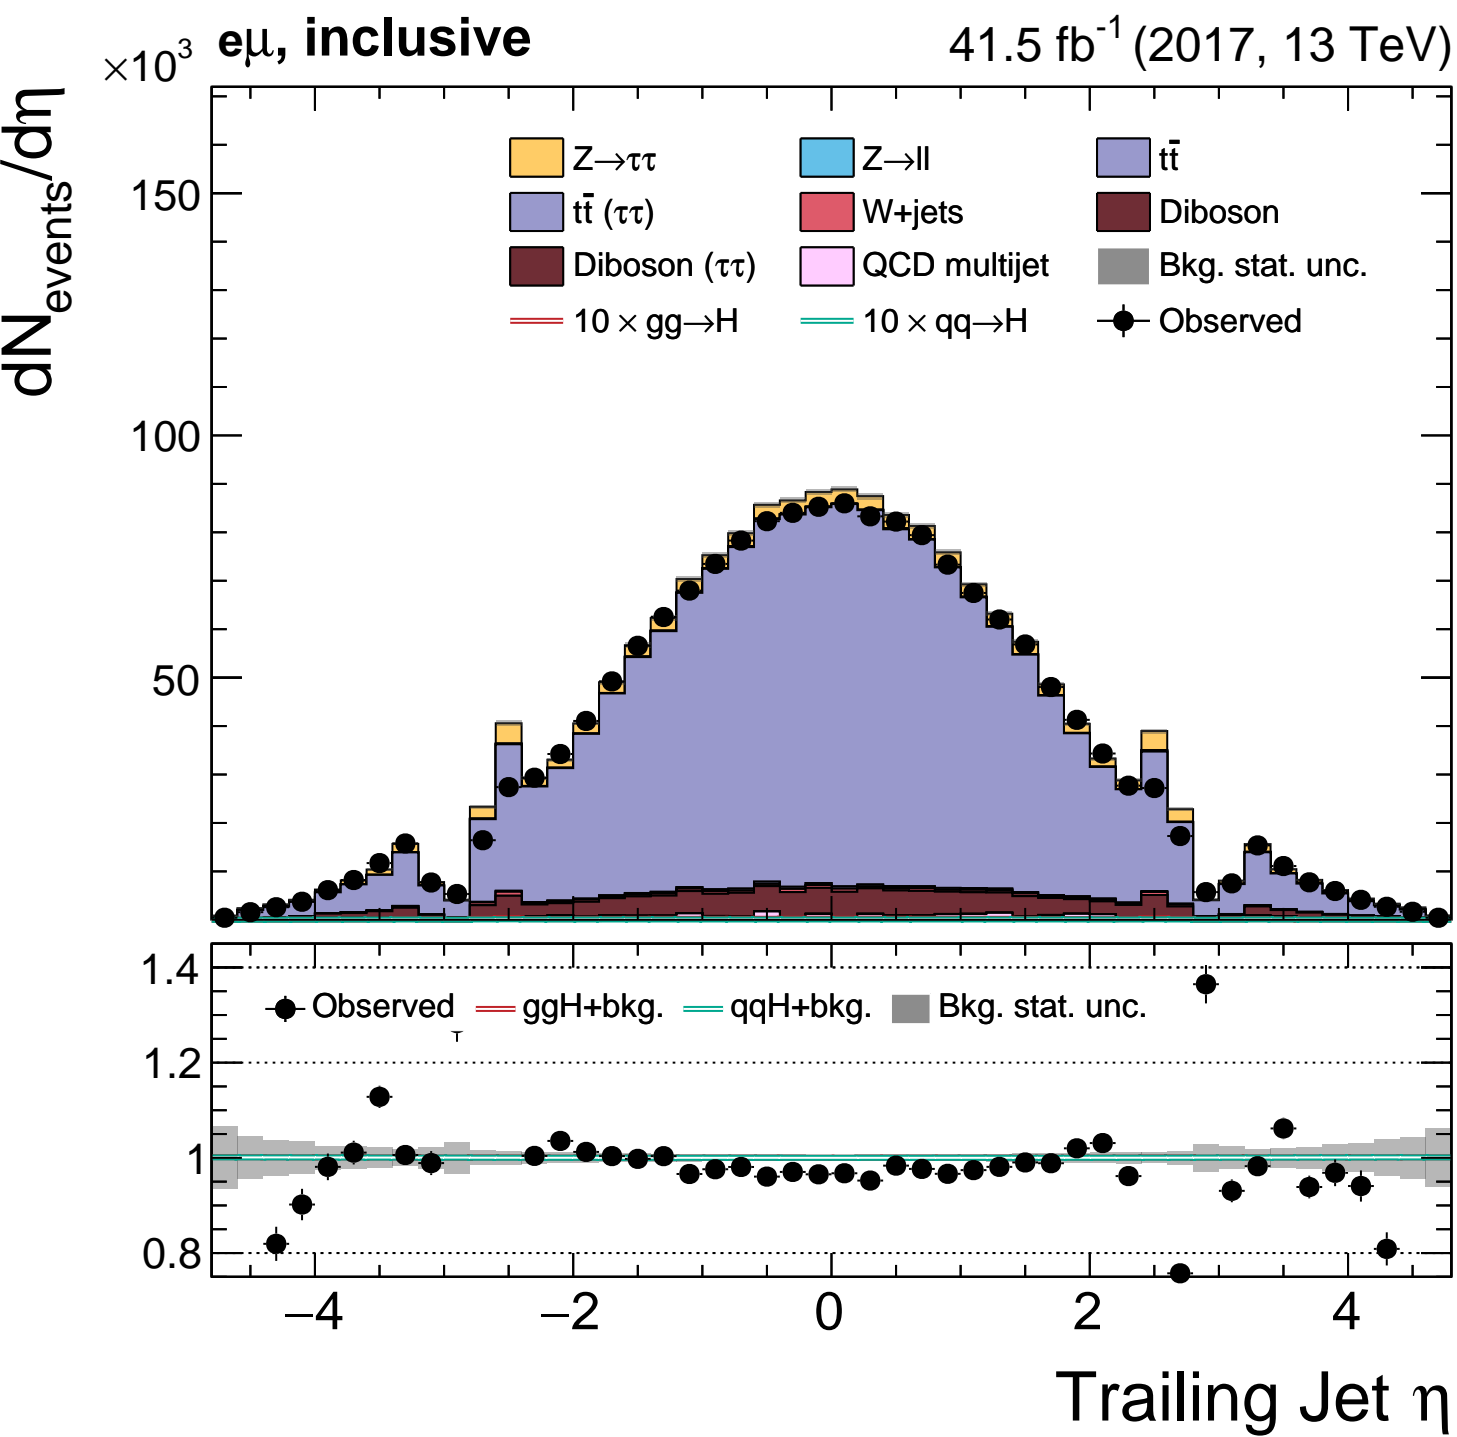 ×10³ eμ, inclusive 41.5 fb⁻¹ (2017, 13 TeV)
dN_events/dη
Z→ττ Z→ll tt̄
tt̄ (ττ) W+jets Diboson
Diboson (ττ) QCD multijet Bkg. stat. unc.
10 × gg→H 10 × qq→H Observed
150
100
50
1.4
Observed ggH+bkg. qqH+bkg. Bkg. stat. unc.
1.2
1
0.8
−4 −2 0 2 4
Trailing Jet η